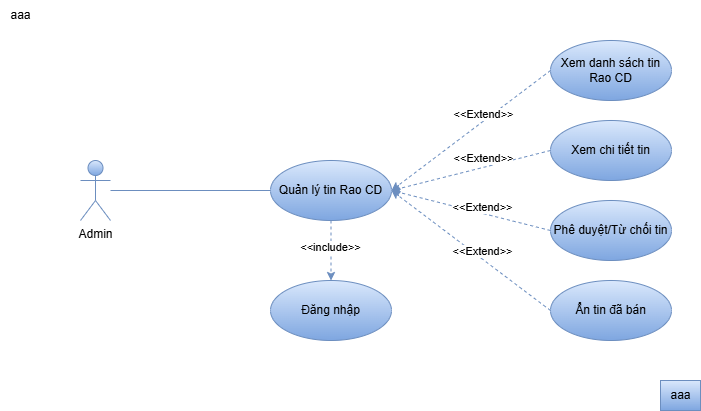 aaa
Xem danh sách tin
Rao CD
<<Extend>>
Xem chi tiết tin
<<Extend>>
Quản lý tin Rao CD
<<Extend>>
Phê duyệt/Từ chối tin
Admin
<<include>>
<<Extend>>
Đăng nhập
Ẩn tin đã bán
aaa